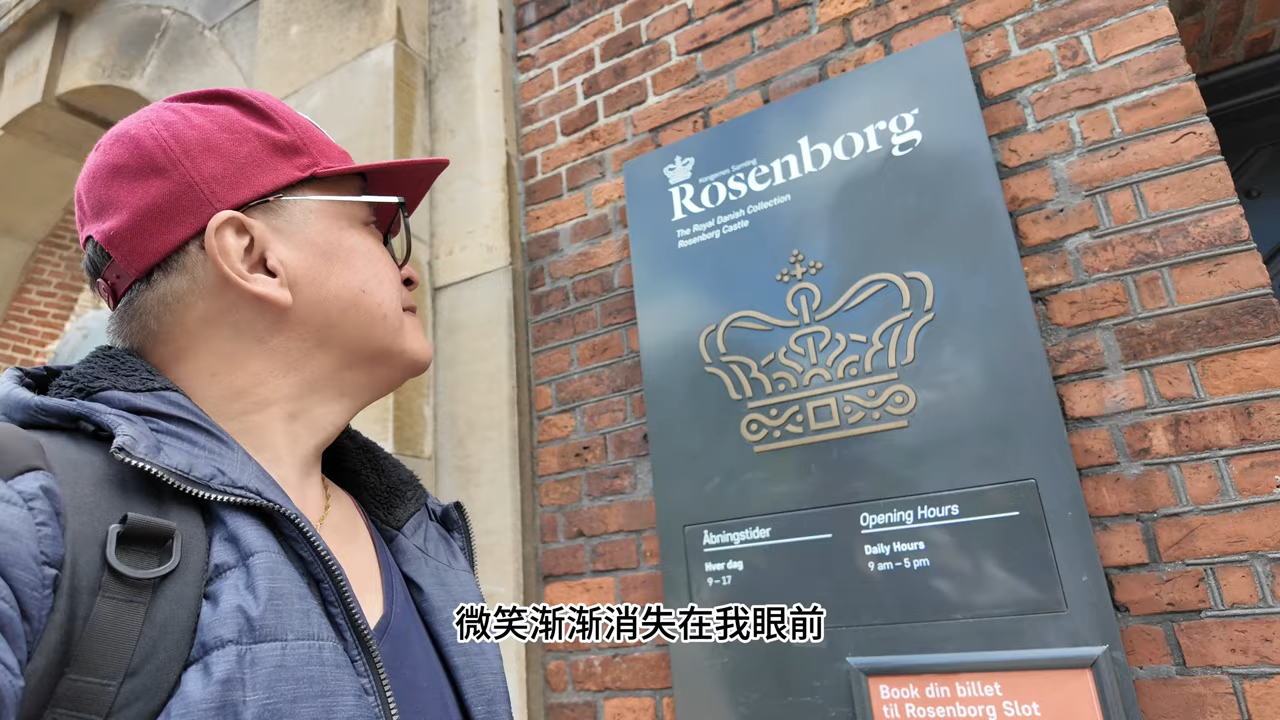 Kongernes Samling
Rosenborg
The Royal Danish Collection
Rosenborg Castle
Åbningstider
Hver dag
9 – 17
Opening Hours
Daily Hours
9 am – 5 pm
微笑渐渐消失在我眼前
Book din billet
til Rosenborg Slot